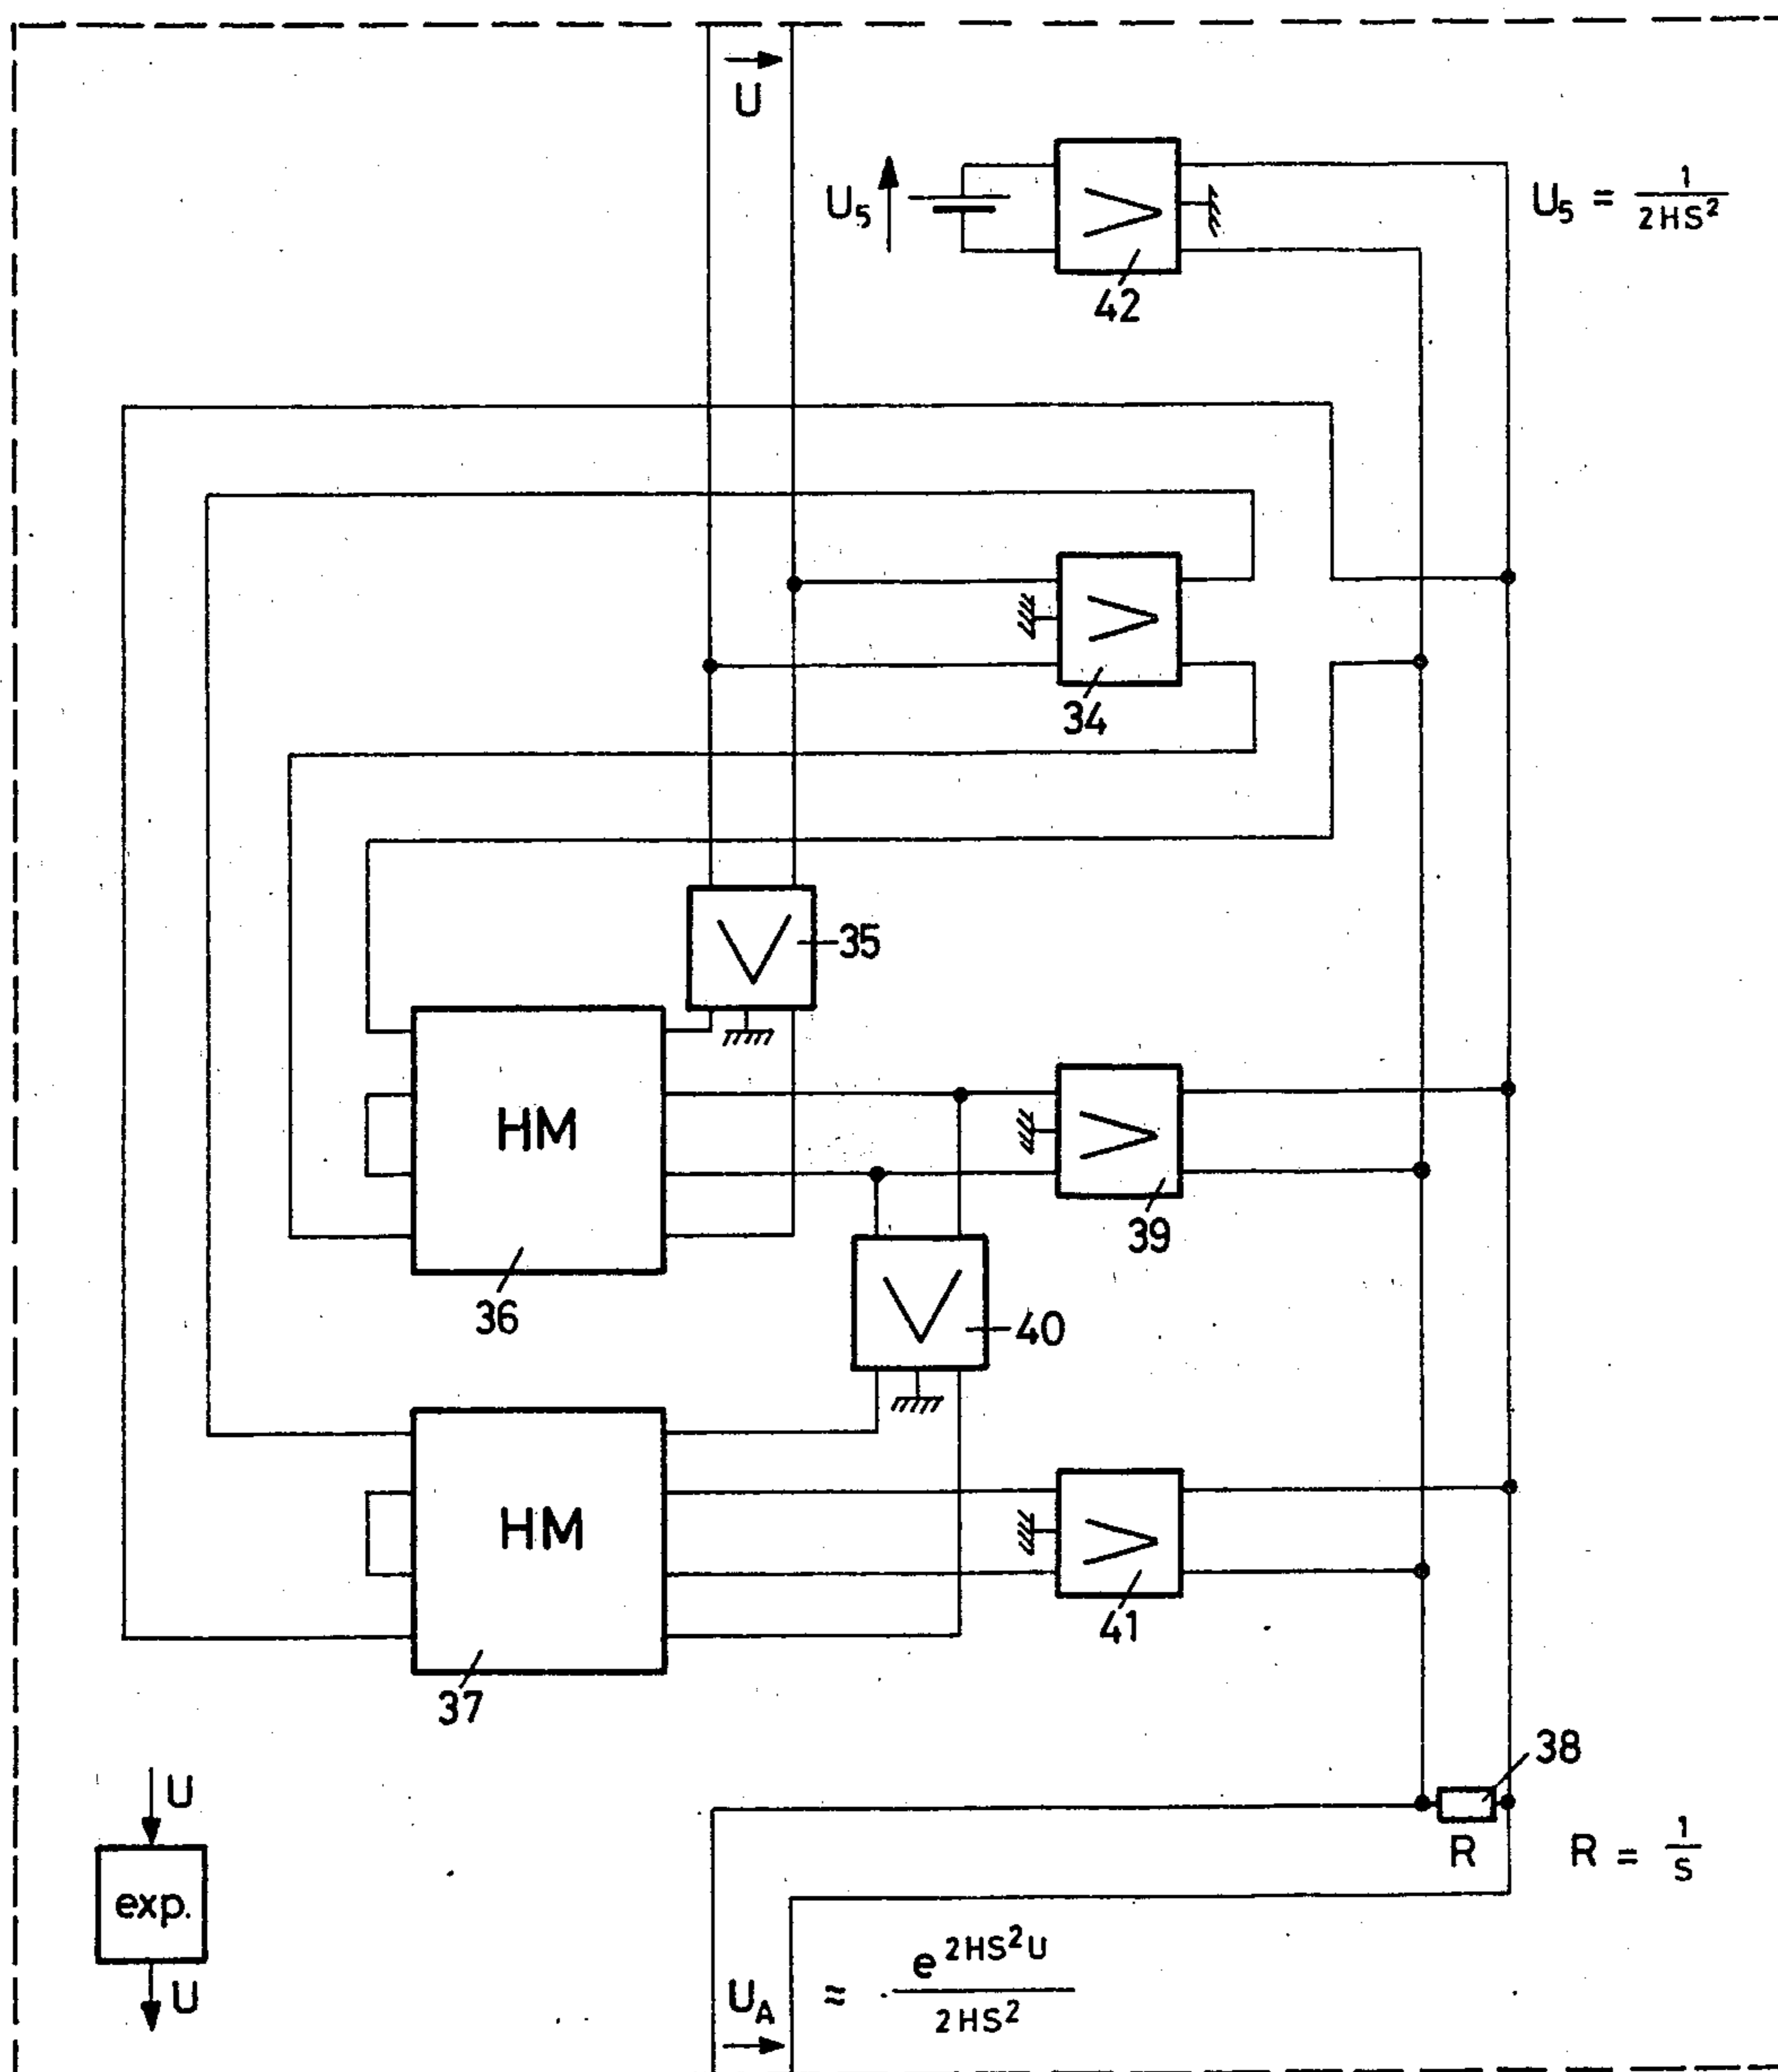 U
U₅
U₅ = 1/2HS²
42
34
35
HM
39
36
40
HM
41
37
38
U
R
R = 1/S
exp.
U
U_A ≈ e^2HS²U/2HS²